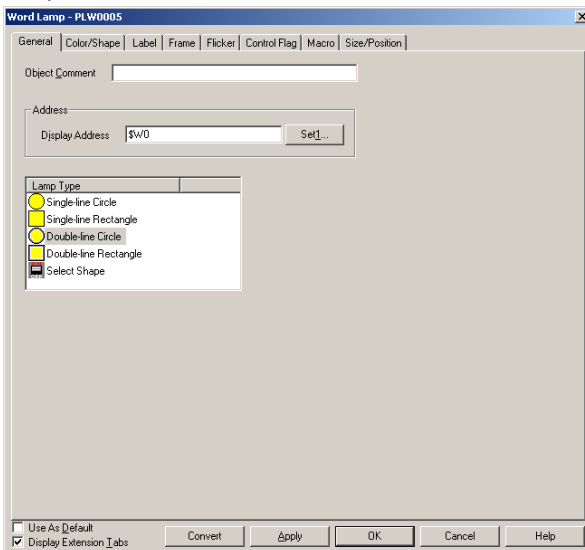 Word Lamp - PLW0005
General Color/Shape Label Frame Flicker Control Flag Macro Size/Position
Object Comment
Address
Display Address $W0 Set1...
Lamp Type
Single-line Circle
Single-line Rectangle
Double-line Circle
Double-line Rectangle
Select Shape
Use As Default
Display Extension Tabs Convert Apply OK Cancel Help